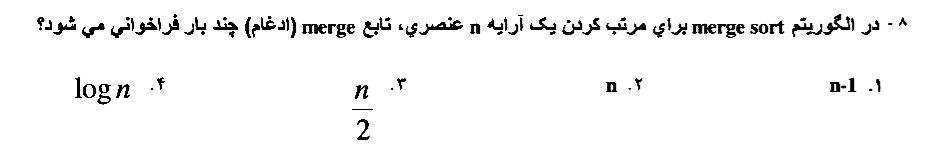 ۸ - در الگوریتم merge sort براي مرتب کردن یک آرایه n عنصري، تابع merge (ادغام) چند بار فراخواني مي شود؟
۱. n-1 ۲. n ۳. n/2 ۴. log n